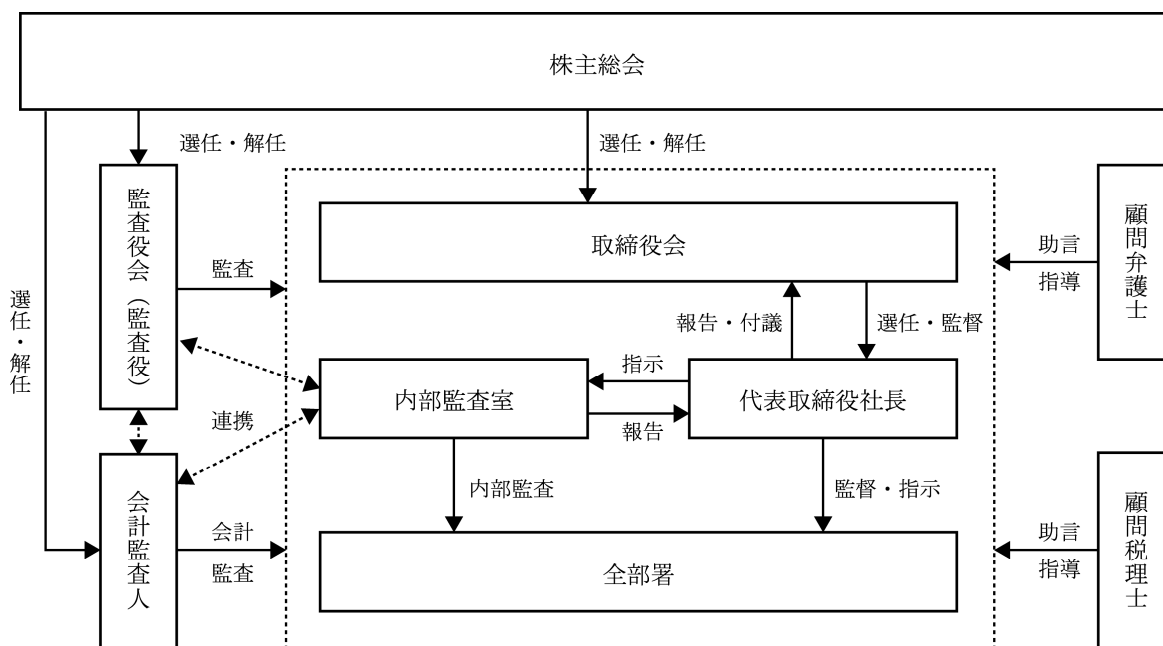 株主総会
選任・解任
選任・解任
選任・解任
監査役会（監査役）
監査
取締役会
助言
指導
顧問弁護士
報告・付議
選任・監督
指示
内部監査室
代表取締役社長
報告
連携
内部監査
監督・指示
会計監査人
会計
監査
全部署
助言
指導
顧問税理士